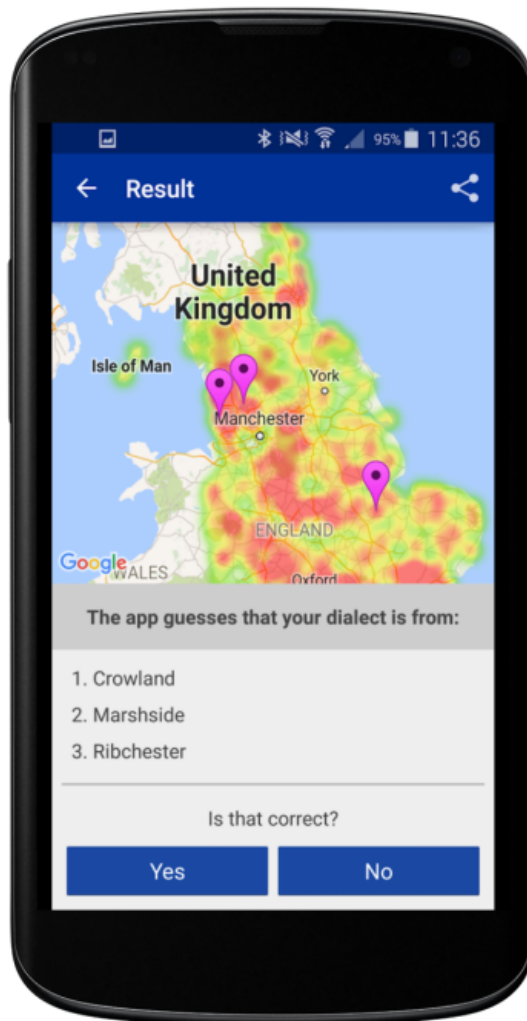 95% 11:36
Result
United
Kingdom
Isle of Man
York
Manchester
ENGLAND
Google
WALES
Oxford
The app guesses that your dialect is from:
1. Crowland
2. Marshside
3. Ribchester
Is that correct?
Yes
No